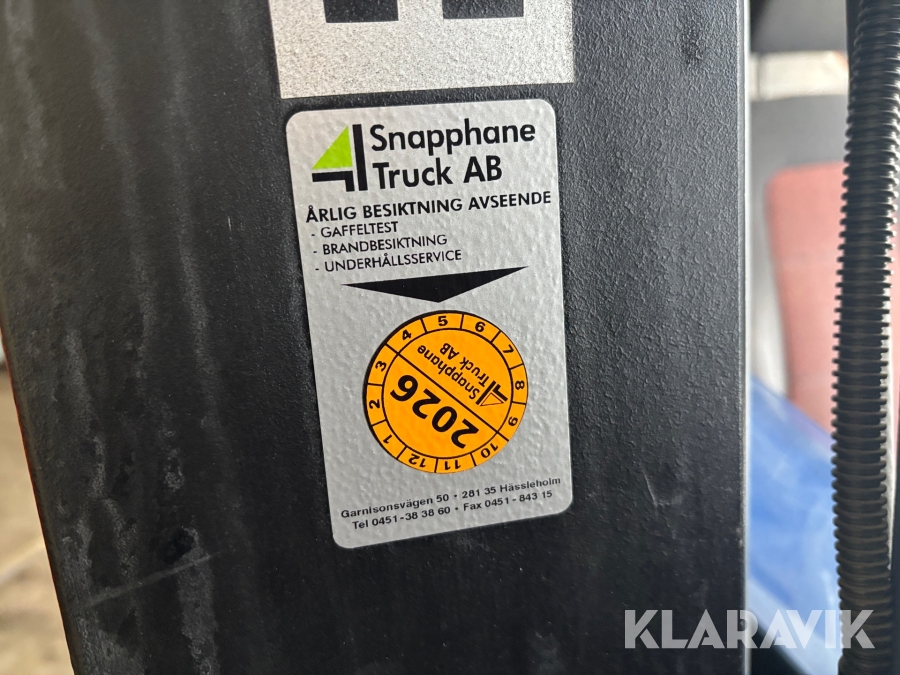 Snapphane
Truck AB
ÅRLIG BESIKTNING AVSEENDE
- GAFFELTEST
- BRANDBESIKTNING
- UNDERHÅLLSSERVICE
1 2 3 4 5 6 7 8 9 10 11 12
Snapphane
Truck AB
2026
Garnisonsvägen 50 • 281 35 Hässleholm
Tel 0451-38 38 60 • Fax 0451-843 15
KLARAVIK